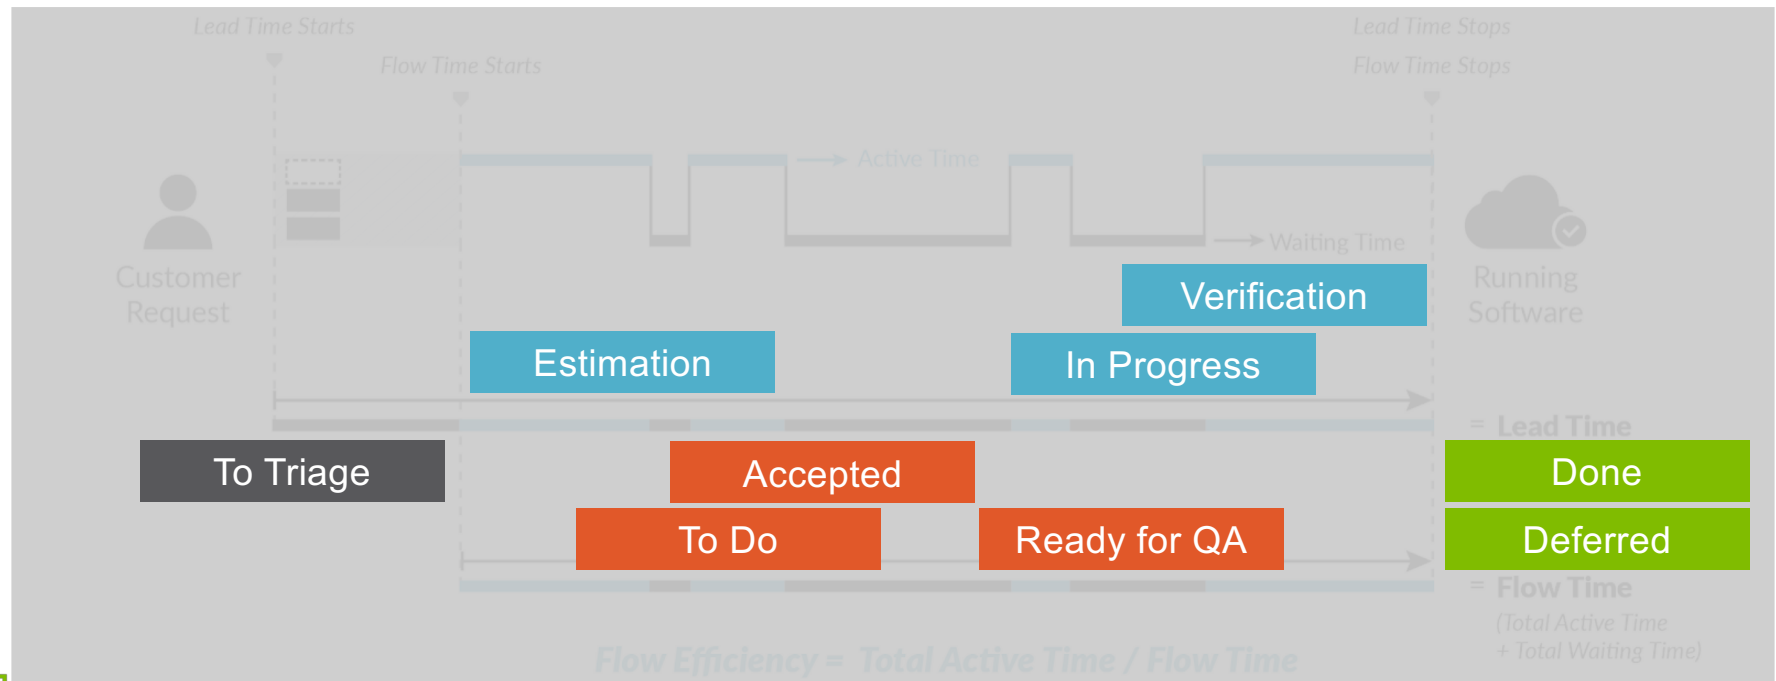 Lead Time Starts
Lead Time Stops
Flow Time Starts
Flow Time Stops
Active Time
Waiting Time
Customer
Request
Running
Software
Verification
Estimation
In Progress
= Lead Time
To Triage
Accepted
Done
To Do
Ready for QA
Deferred
= Flow Time
(Total Active Time
+ Total Waiting Time)
Flow Efficiency = Total Active Time / Flow Time